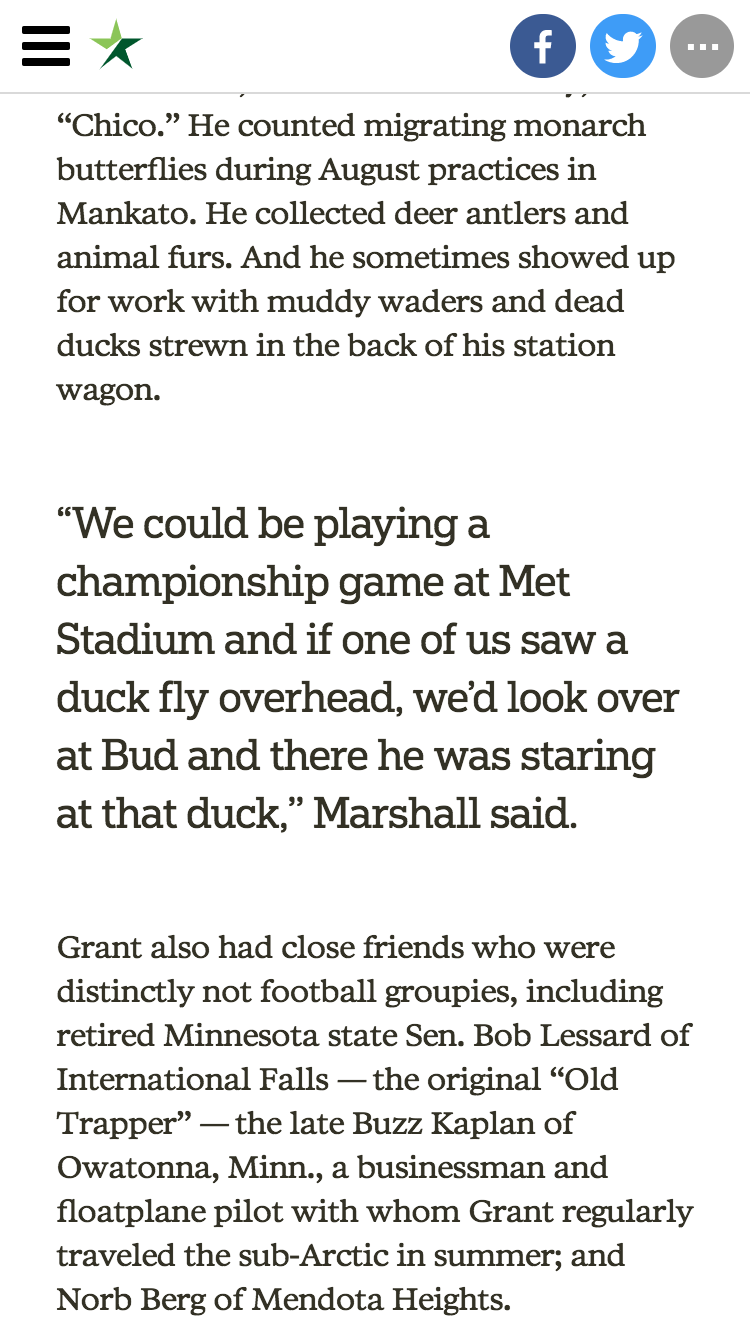 “Chico.” He counted migrating monarch
butterflies during August practices in
Mankato. He collected deer antlers and
animal furs. And he sometimes showed up
for work with muddy waders and dead
ducks strewn in the back of his station
wagon.
“We could be playing a
championship game at Met
Stadium and if one of us saw a
duck fly overhead, we’d look over
at Bud and there he was staring
at that duck,” Marshall said.
Grant also had close friends who were
distinctly not football groupies, including
retired Minnesota state Sen. Bob Lessard of
International Falls — the original “Old
Trapper” — the late Buzz Kaplan of
Owatonna, Minn., a businessman and
floatplane pilot with whom Grant regularly
traveled the sub-Arctic in summer; and
Norb Berg of Mendota Heights.